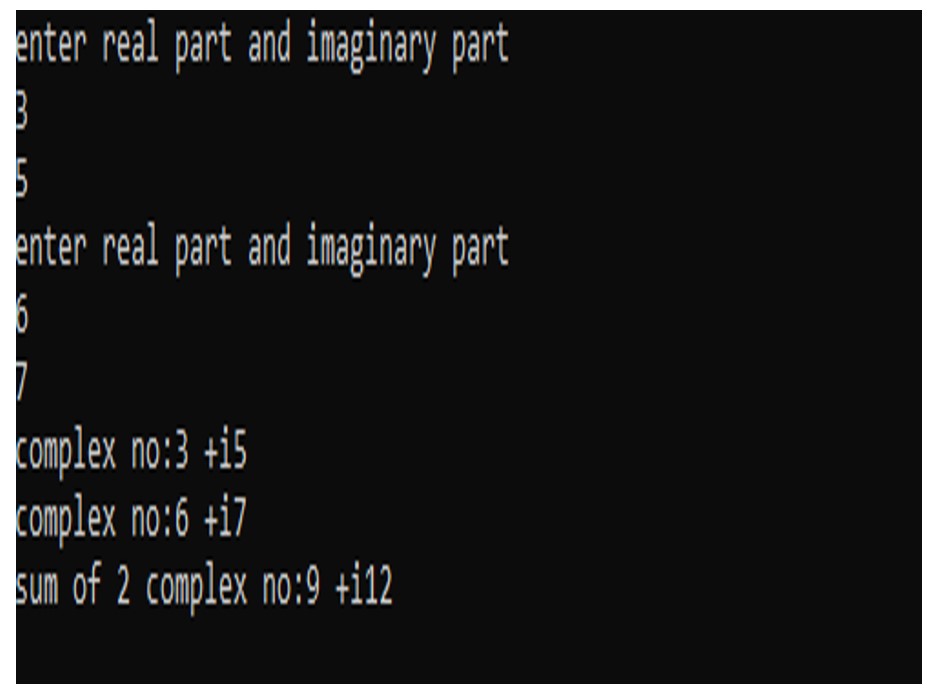 enter real part and imaginary part
3
5
enter real part and imaginary part
6
7
complex no:3 +i5
complex no:6 +i7
sum of 2 complex no:9 +i12